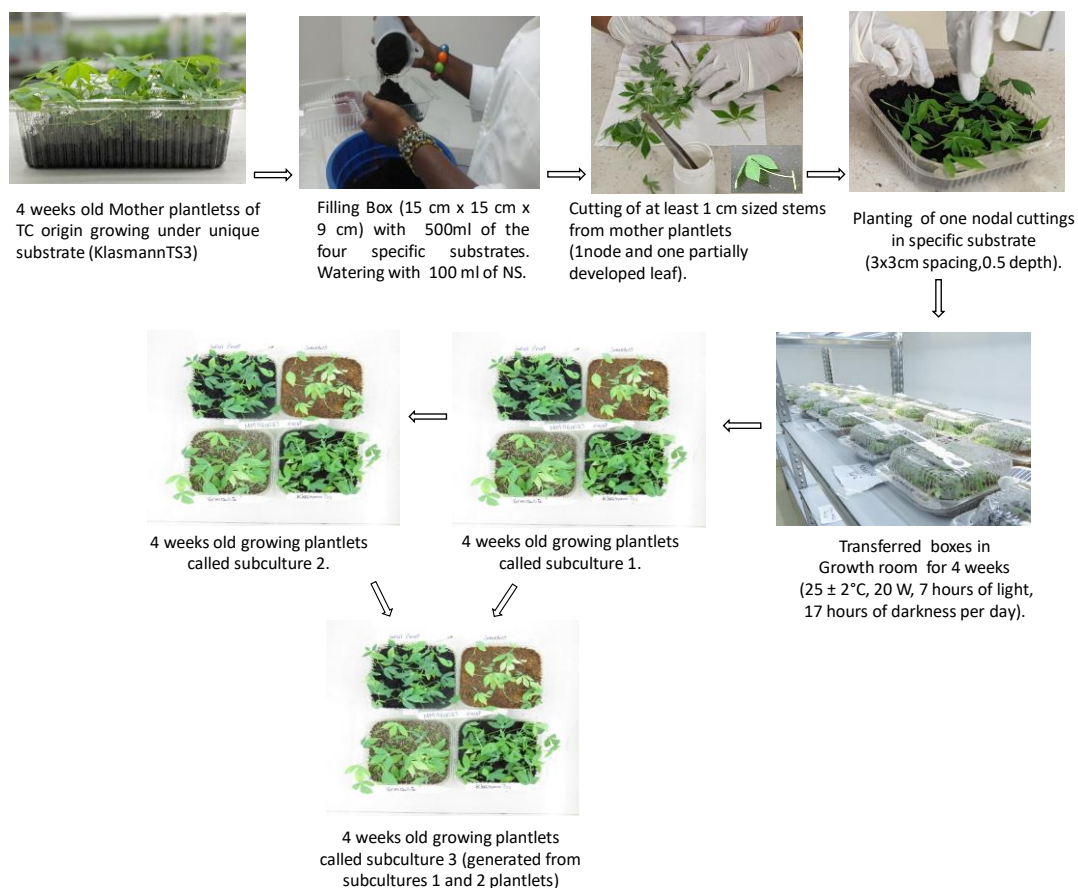 4 weeks old Mother plantletss of
TC origin growing under unique
substrate (KlasmannTS3)
Filling Box (15 cm x 15 cm x
9 cm) with 500ml of the
four specific substrates.
Watering with 100 ml of NS.
Cutting of at least 1 cm sized stems
from mother plantlets
(1node and one partially
developed leaf).
Planting of one nodal cuttings
in specific substrate
(3x3cm spacing,0.5 depth).
Transferred boxes in
Growth room for 4 weeks
(25 ± 2°C, 20 W, 7 hours of light,
17 hours of darkness per day).
4 weeks old growing plantlets
called subculture 1.
4 weeks old growing plantlets
called subculture 2.
4 weeks old growing plantlets
called subculture 3 (generated from
subcultures 1 and 2 plantlets)